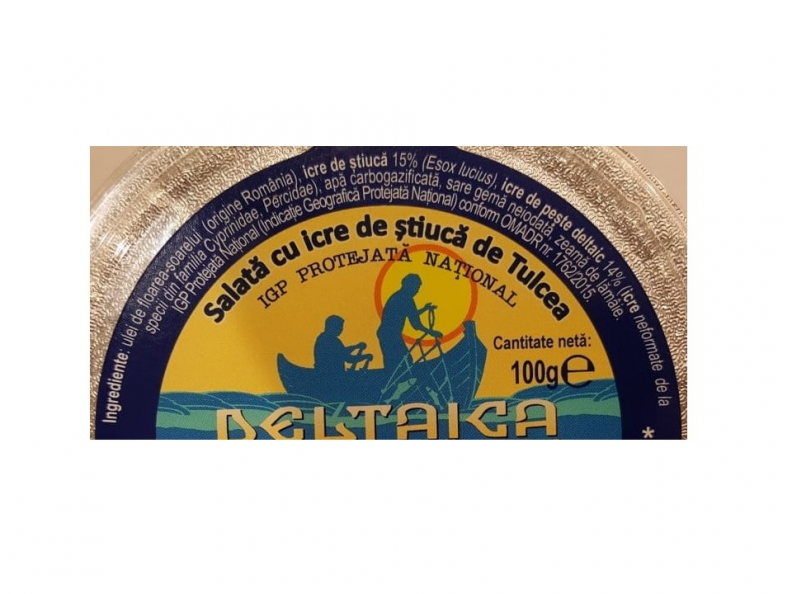 Ingrediente: ulei de floarea-soarelui (origine România), icre de știucă 15% (Esox lucius), Icre de pește deltaic 14% (icre neformate de la
speci din familia Cyprinidae, Percidae), apă carbogazificată, sare gemă neiodată, zeamă de lămâie.
IGP Protejată Național (Indicație Geografică Protejată Național) conform OMADR nr. 1762/2015.
Salată cu icre de știucă de Tulcea
IGP PROTEJATĂ NAȚIONAL
Cantitate netă:
100g e
DELTAICA
*